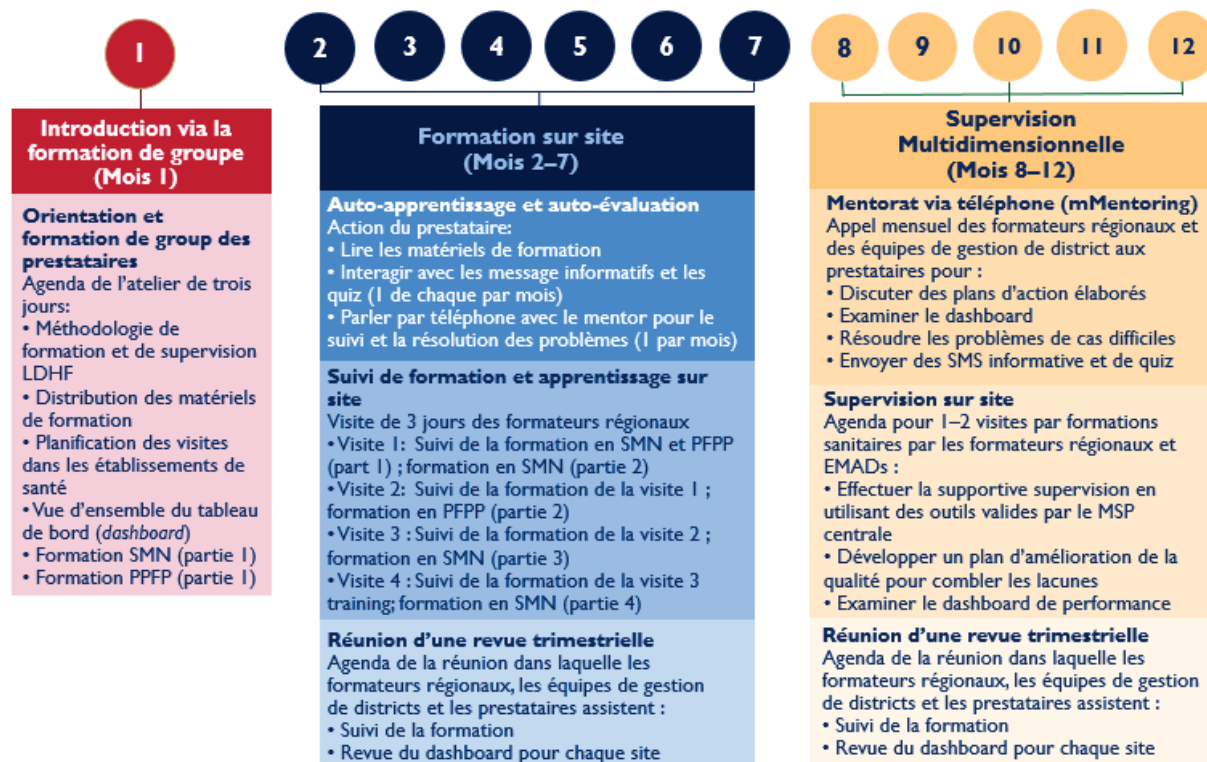 1
2
3
4
5
6
7
8
9
10
11
12
Introduction via la
formation de groupe
(Mois 1)
Orientation et
formation de group des
prestataires
Agenda de l'atelier de trois
jours:
• Méthodologie de
formation et de supervision
LDHF
• Distribution des matériels
de formation
• Planification des visites
dans les établissements de
santé
• Vue d'ensemble du tableau
de bord (dashboard)
• Formation SMN (partie 1)
• Formation PPFP (partie 1)
Formation sur site
(Mois 2–7)
Auto-apprentissage et auto-évaluation
Action du prestataire:
• Lire les matériels de formation
• Interagir avec les message informatifs et les
quiz (1 de chaque par mois)
• Parler par téléphone avec le mentor pour le
suivi et la résolution des problèmes (1 par mois)
Suivi de formation et apprentissage sur
site
Visite de 3 jours des formateurs régionaux
• Visite 1: Suivi de la formation en SMN et PFPP
(part 1) ; formation en SMN (partie 2)
• Visite 2: Suivi de la formation de la visite 1 ;
formation en PFPP (partie 2)
• Visite 3 : Suivi de la formation de la visite 2 ;
formation en SMN (partie 3)
• Visite 4 : Suivi de la formation de la visite 3
training; formation en SMN (partie 4)
Réunion d'une revue trimestrielle
Agenda de la réunion dans laquelle les
formateurs régionaux, les équipes de gestion
de districts et les prestataires assistent :
• Suivi de la formation
• Revue du dashboard pour chaque site
Supervision
Multidimensionnelle
(Mois 8–12)
Mentorat via téléphone (mMentoring)
Appel mensuel des formateurs régionaux et
des équipes de gestion de district aux
prestataires pour :
• Discuter des plans d'action élaborés
• Examiner le dashboard
• Résoudre les problèmes de cas difficiles
• Envoyer des SMS informative et de quiz
Supervision sur site
Agenda pour 1–2 visites par formations
sanitaires par les formateurs régionaux et
EMADs :
• Effectuer la supportive supervision en
utilisant des outils valides par le MSP
centrale
• Développer un plan d'amélioration de la
qualité pour combler les lacunes
• Examiner le dashboard de performance
Réunion d'une revue trimestrielle
Agenda de la réunion dans laquelle les
formateurs régionaux, les équipes de gestion
de districts et les prestataires assistent :
• Suivi de la formation
• Revue du dashboard pour chaque site